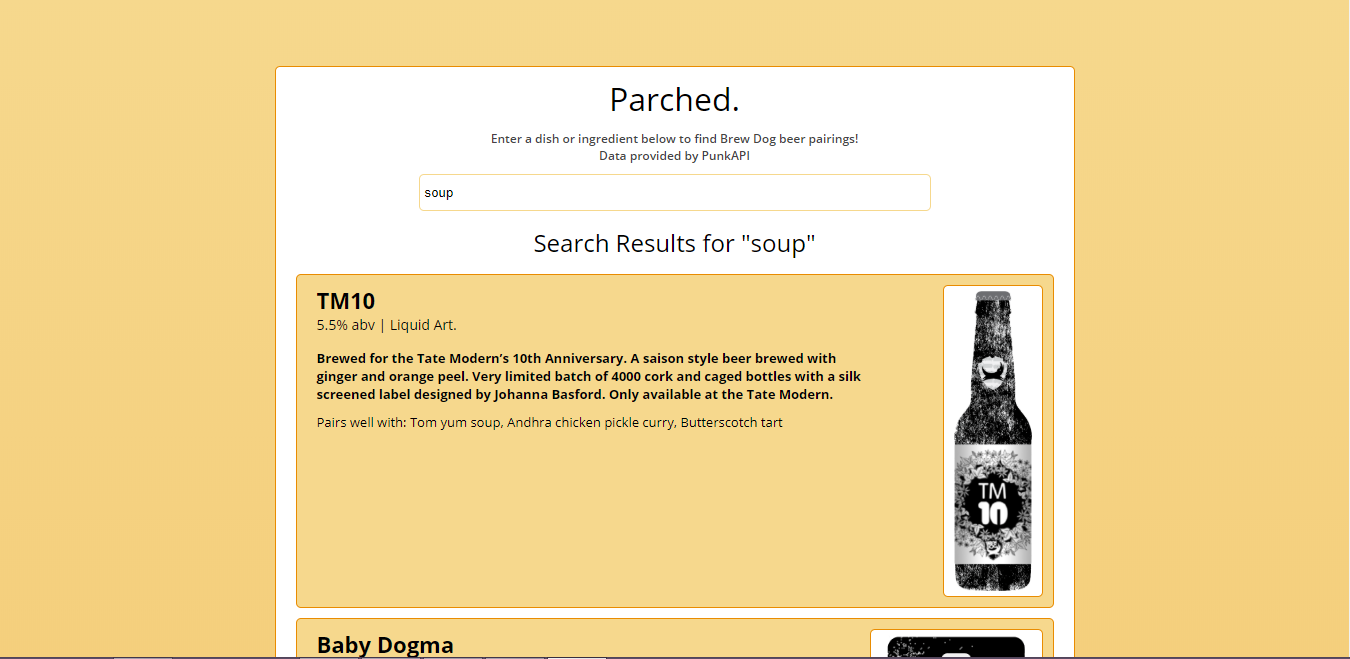 Parched.
Enter a dish or ingredient below to find Brew Dog beer pairings!
Data provided by PunkAPI
soup
Search Results for "soup"
TM10
5.5% abv | Liquid Art.
Brewed for the Tate Modern’s 10th Anniversary. A saison style beer brewed with
ginger and orange peel. Very limited batch of 4000 cork and caged bottles with a silk
screened label designed by Johanna Basford. Only available at the Tate Modern.
Pairs well with: Tom yum soup, Andhra chicken pickle curry, Butterscotch tart
TM
10
Baby Dogma